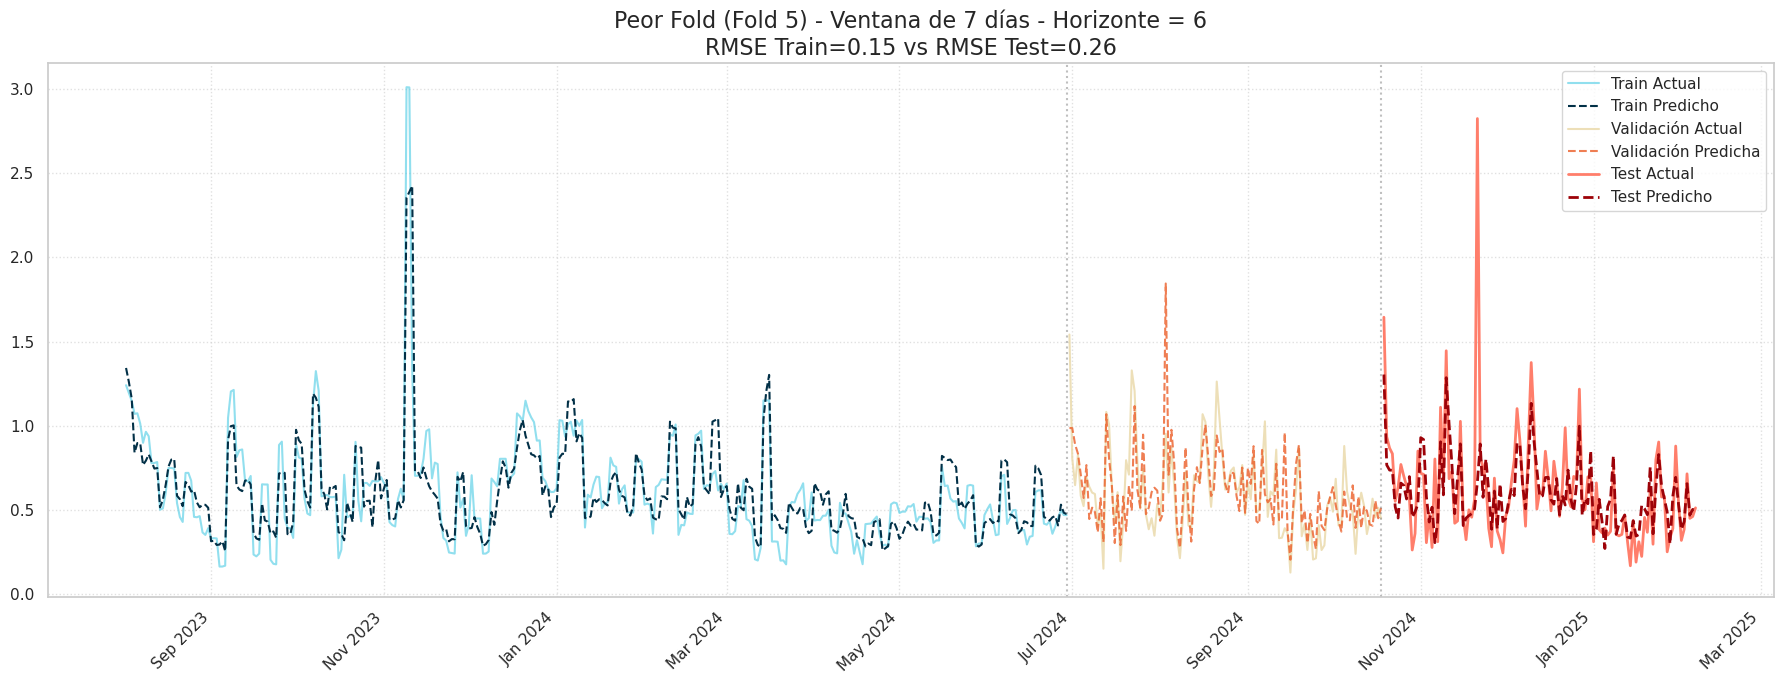 Peor Fold (Fold 5) - Ventana de 7 días - Horizonte = 6
RMSE Train=0.15 vs RMSE Test=0.26
3.0
2.5
2.0
1.5
1.0
0.5
0.0
Train Actual
Train Predicho
Validación Actual
Validación Predicha
Test Actual
Test Predicho
Sep 2023
Nov 2023
Jan 2024
Mar 2024
May 2024
Jul 2024
Sep 2024
Nov 2024
Jan 2025
Mar 2025